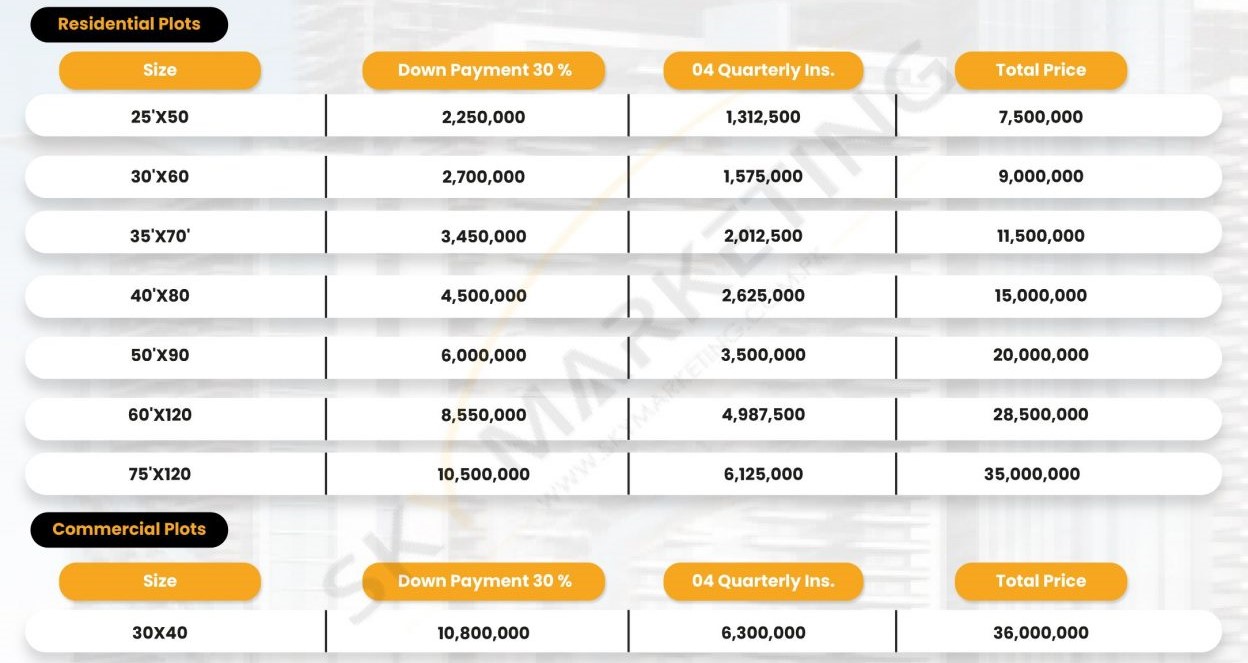 Residential Plots
Size Down Payment 30 % 04 Quarterly Ins. Total Price
25'X50 2,250,000 1,312,500 7,500,000
30'X60 2,700,000 1,575,000 9,000,000
35'X70' 3,450,000 2,012,500 11,500,000
40'X80 4,500,000 2,625,000 15,000,000
50'X90 6,000,000 3,500,000 20,000,000
60'X120 8,550,000 4,987,500 28,500,000
75'X120 10,500,000 6,125,000 35,000,000
Commercial Plots
Size Down Payment 30 % 04 Quarterly Ins. Total Price
30X40 10,800,000 6,300,000 36,000,000
SKY MARKETING
WWW.SKYMARKETING.COM.PK